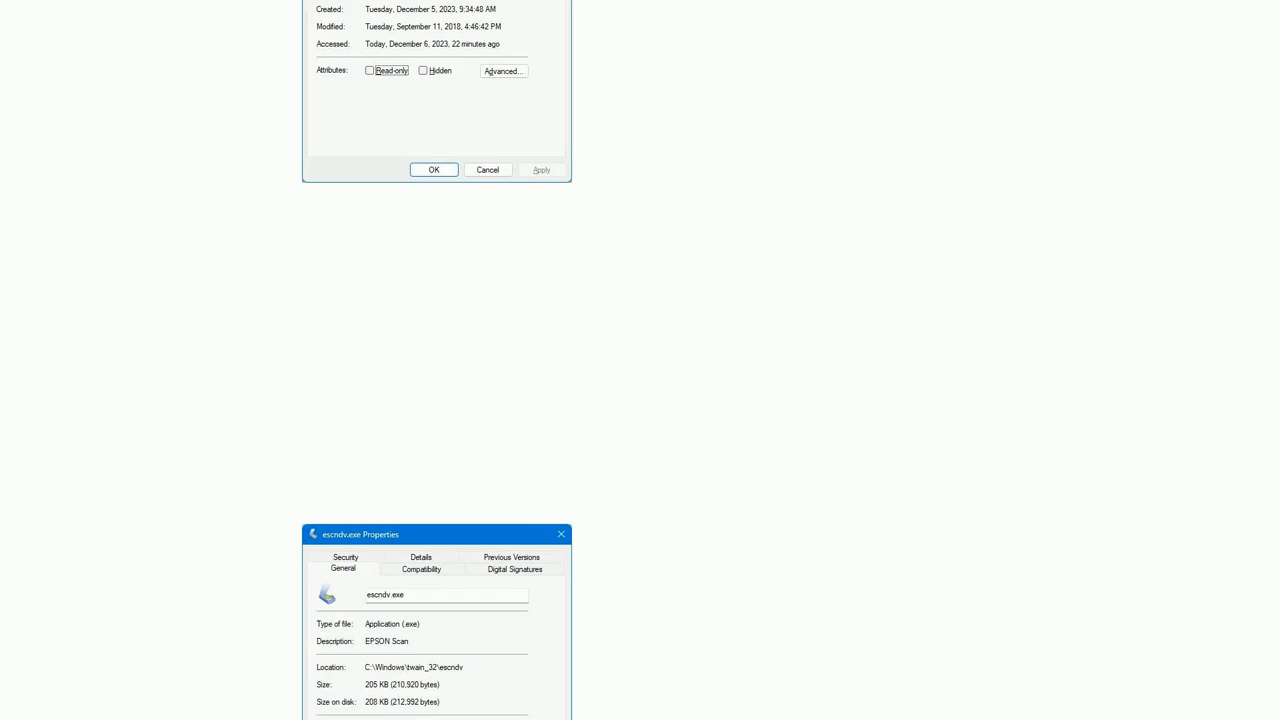 Created: Tuesday, December 5, 2023, 9:34:48 AM
Modified: Tuesday, September 11, 2018, 4:46:42 PM
Accessed: Today, December 6, 2023, 22 minutes ago
Attributes: Read-only Hidden Advanced...
OK Cancel Apply
escndv.exe Properties
Security Details Previous Versions
General Compatibility Digital Signatures
escndv.exe
Type of file: Application (.exe)
Description: EPSON Scan
Location: C:\Windows\twain_32\escndv
Size: 205 KB (210,920 bytes)
Size on disk: 208 KB (212,992 bytes)